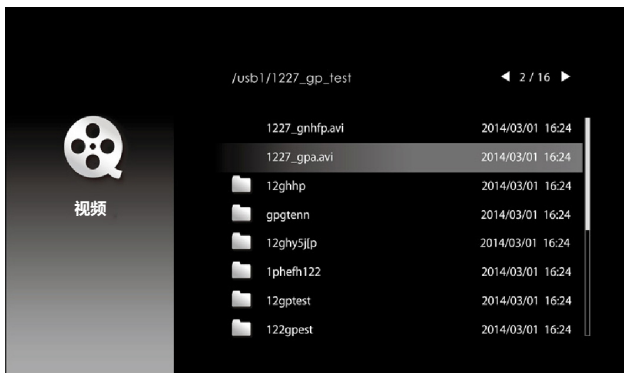 /usb1/1227_gp_test ◀ 2 / 16 ▶
1227_gnhfp.avi 2014/03/01 16:24
1227_gpa.avi 2014/03/01 16:24
12ghhp 2014/03/01 16:24
视频
gpgtenn 2014/03/01 16:24
12ghy5j[p 2014/03/01 16:24
1phefh122 2014/03/01 16:24
12gptest 2014/03/01 16:24
122gpest 2014/03/01 16:24